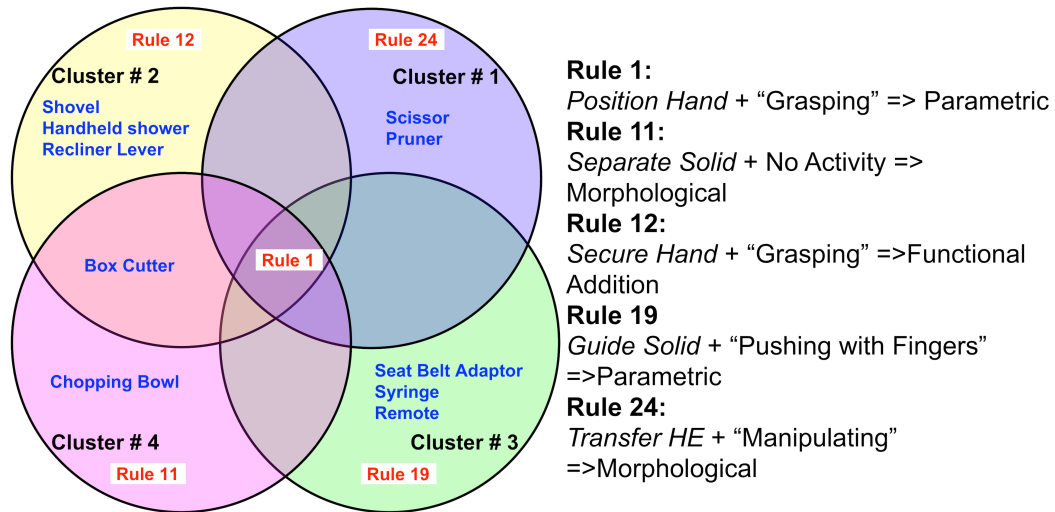 Rule 12
Rule 24
Cluster # 2
Cluster # 1
Shovel
Handheld shower
Recliner Lever
Scissor
Pruner
Box Cutter
Rule 1
Chopping Bowl
Seat Belt Adaptor
Syringe
Remote
Cluster # 4
Cluster # 3
Rule 11
Rule 19
Rule 1:
Position Hand + “Grasping” => Parametric
Rule 11:
Separate Solid + No Activity =>
Morphological
Rule 12:
Secure Hand + “Grasping” =>Functional
Addition
Rule 19
Guide Solid + “Pushing with Fingers”
=>Parametric
Rule 24:
Transfer HE + “Manipulating”
=>Morphological